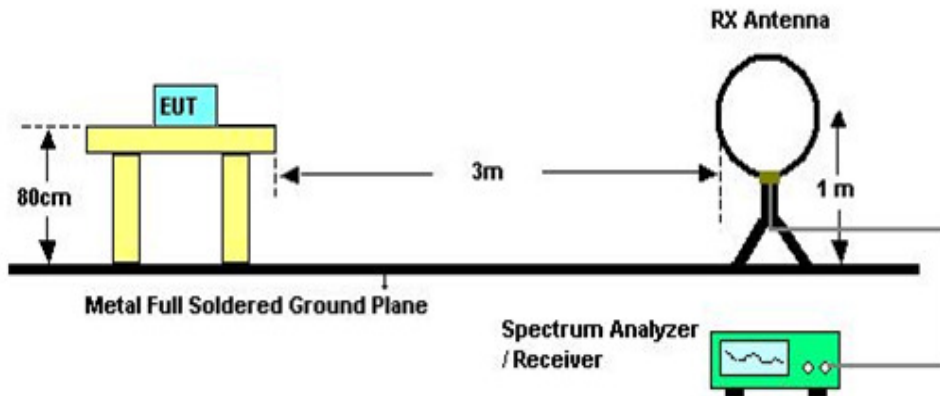 RX Antenna
EUT
80cm
3m
1 m
Metal Full Soldered Ground Plane
Spectrum Analyzer
/ Receiver